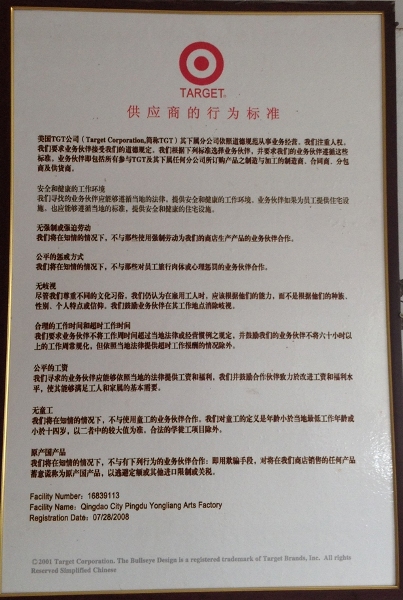 TARGET
供应商的行为标准
美国TGT公司（Target Corporation,简称TGT）其下属分公司依照道德规范从事业务经营。我们注重人权。
我们要求业务伙伴接受我们的道德规定。我们根据下列标准选择业务伙伴，并要求我们的业务伙伴遵循这些
标准。业务伙伴即包括所有参与TGT及其下属任何分公司所订购产品之制造与加工的制造商、合同商、分包
商及供货商。
安全和健康的工作环境
我们寻找的业务伙伴应能够遵循当地的法律，提供安全和健康的工作环境。业务伙伴如果为员工提供住宅设
施，也应能够遵循当地的标准，提供安全和健康的住宅设施。
无强制或强迫劳动
我们将在知情的情况下，不与那些使用强制劳动为我们的商店生产产品的业务伙伴合作。
公平的惩戒方式
我们将在知情的情况下，不与那些对员工施行肉体或心理惩罚的业务伙伴合作。
无歧视
尽管我们尊重不同的文化习俗，我们仍认为在雇用工人时，应该根据他们的能力，而不是根据他们的种族、
性别、个人特点或信仰。我们鼓励业务伙伴在其工作地点消除歧视。
合理的工作时间和超时工作时间
我们要求业务伙伴不将工作周时间超过当地法律或经营惯例之规定，并鼓励我们的业务伙伴不将六十小时以
上的工作周常规化，但依照当地法律提供超时工作报酬的情况除外。
公平的工资
我们寻求的业务伙伴应能够依照当地的法律提供工资和福利。我们并鼓励合作伙伴致力於改进工资和福利水
平，使其能够满足工人和家属的基本需要。
无童工
我们将在知情的情况下，不与使用童工的业务伙伴合作。我们对童工的定义是年龄小於当地最低工作年龄或
小於十四岁，以二者中的较大值为准。合法的学徒工项目除外。
原产国产品
我们将在知情的情况下，不与有下列行为的业务伙伴合作：即用欺骗手段，对将在我们商店销售的任何产品
蓄意谎称为原产国产品，以逃避定额或其他进口限制或关税。
Facility Number: 16839113
Facility Name: Qingdao City Pingdu Yongliang Arts Factory
Registration Date: 07/28/2008
©2001 Target Corporation. The Bullseye Design is a registered trademark of Target Brands, Inc. All rights
Reserved Simplified Chinese